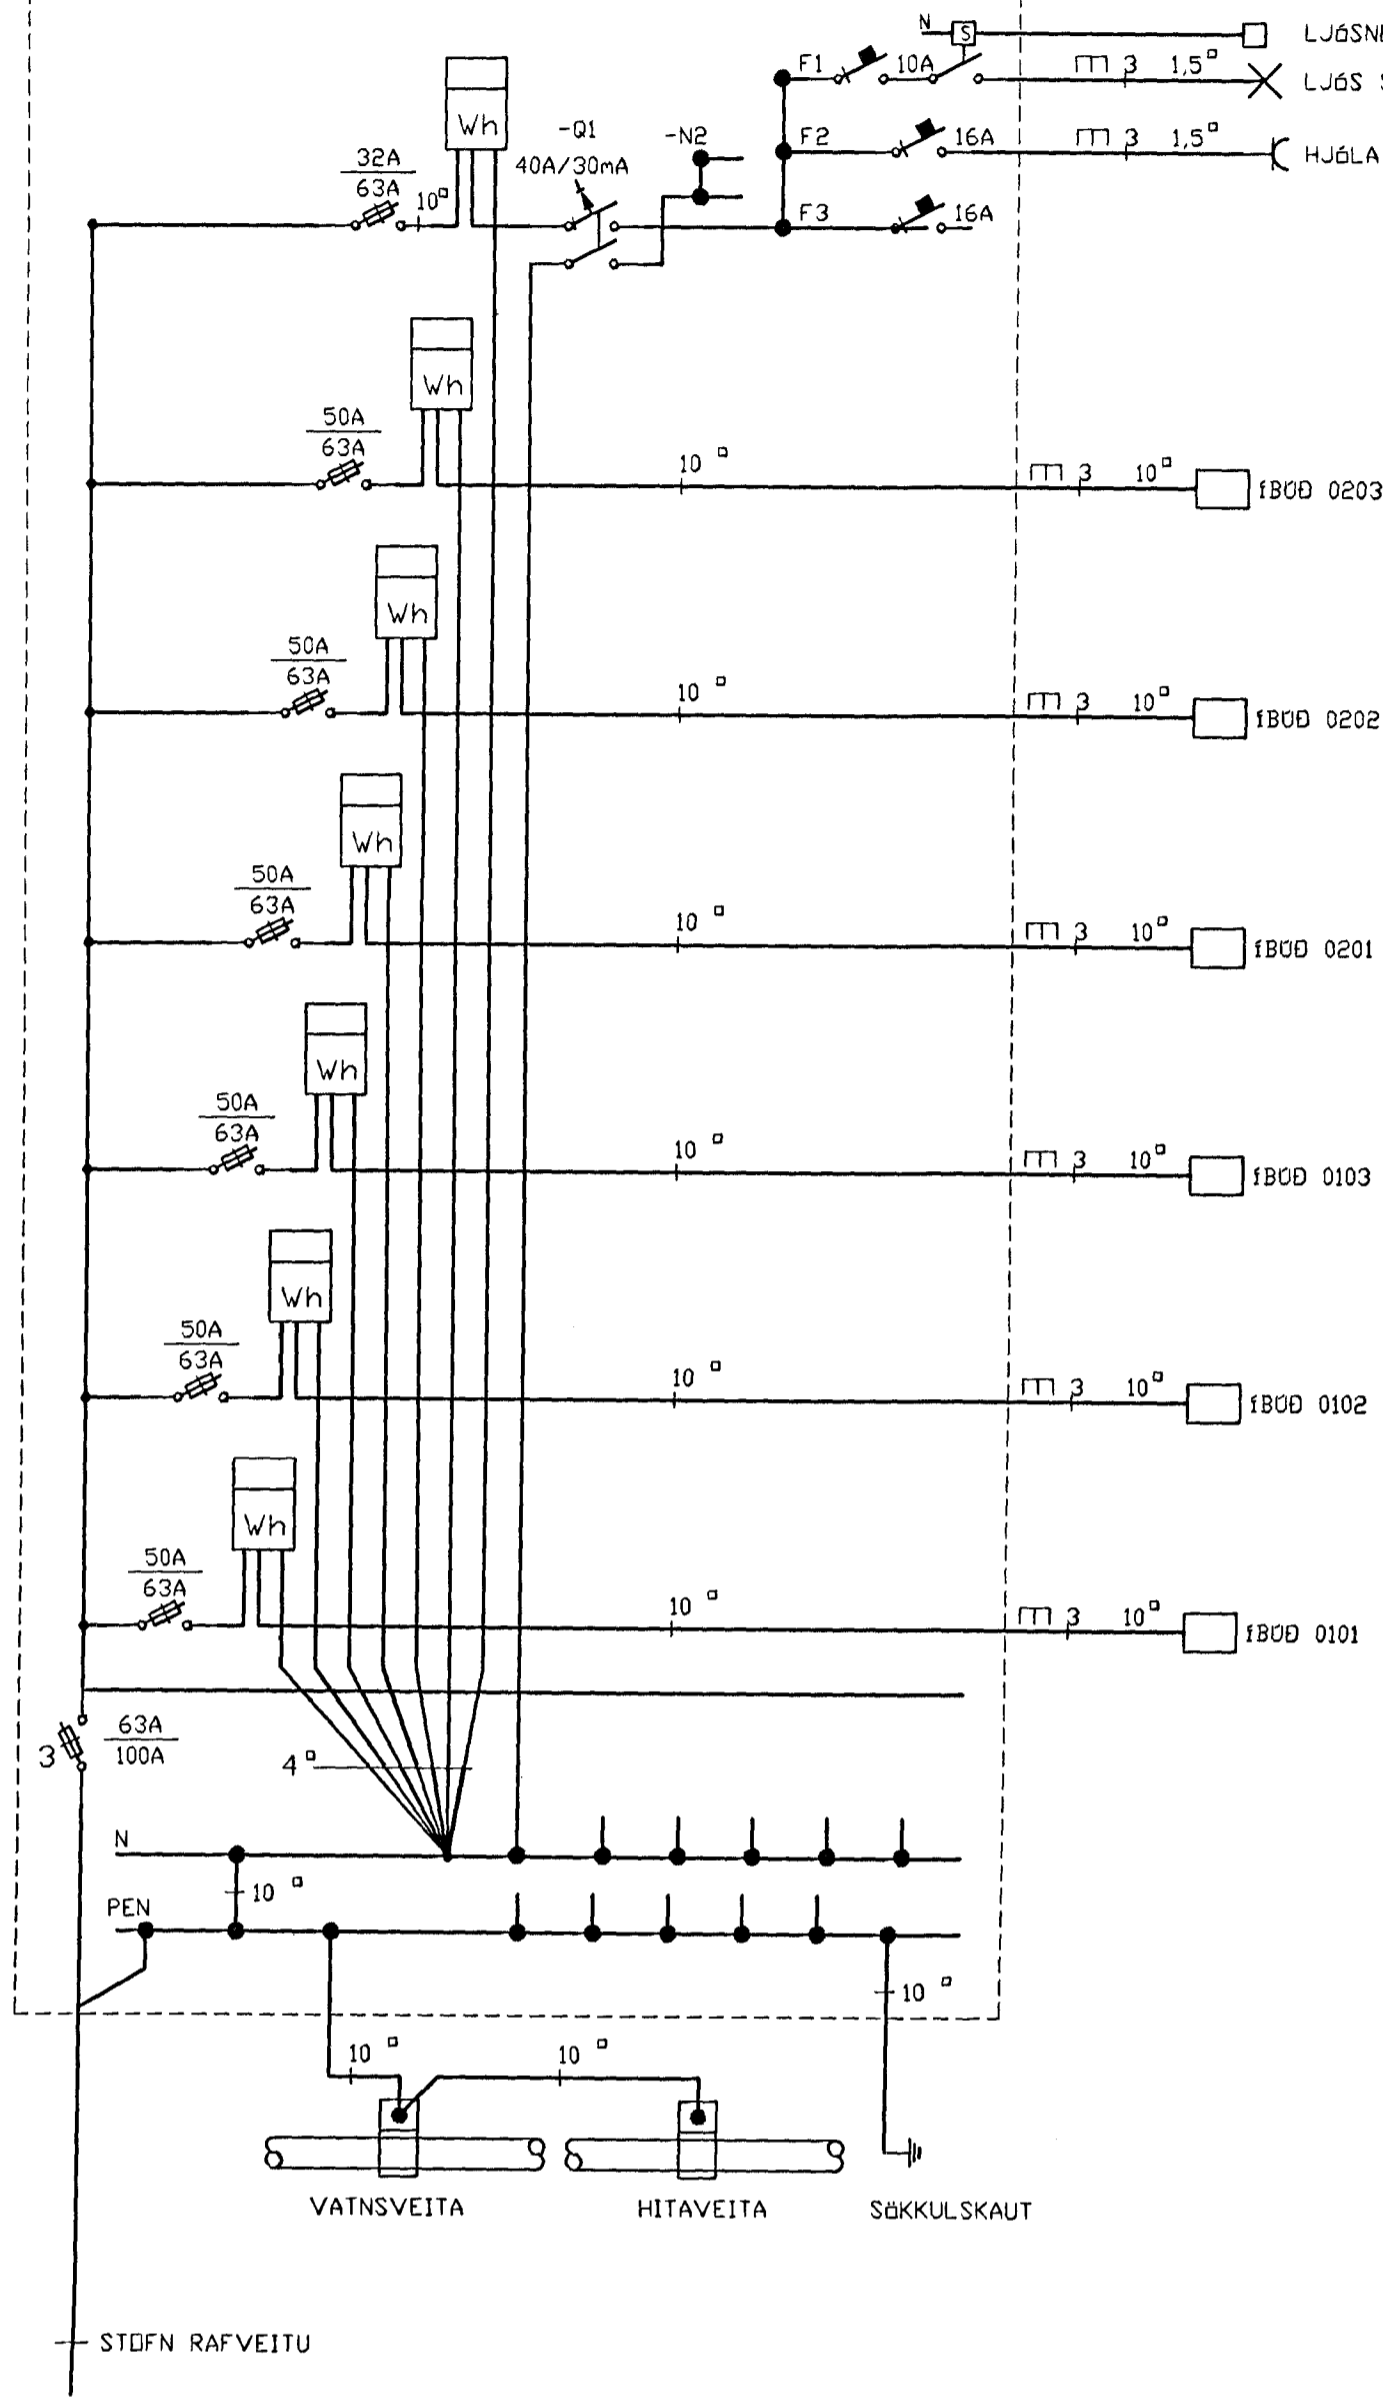 N S LJÓSNE
F1 10A 3 1,5▫ LJÓS S
Wh -Q1 -N2 F2 16A 3 1,5▫ HJÓLA
32A 40A/30mA
63A 10▫ F3 16A
Wh
50A
63A 10▫ 3 10▫ ÍBÚÐ 0203
Wh
50A
63A 10▫ 3 10▫ ÍBÚÐ 0202
Wh
50A
63A 10▫ 3 10▫ ÍBÚÐ 0201
Wh
50A
63A 10▫ 3 10▫ ÍBÚÐ 0103
Wh
50A
63A 10▫ 3 10▫ ÍBÚÐ 0102
Wh
50A
63A 10▫ 3 10▫ ÍBÚÐ 0101
63A
3 100A 4▫
N
10▫
PEN
10▫
10▫ 10▫
VATNSVEITA HITAVEITA SÖKKULSKAUT
STOFN RAFVEITU